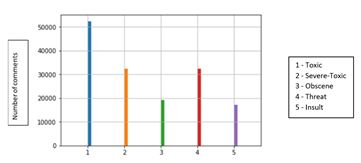 Number of comments
50000
40000
30000
20000
10000
0
1 2 3 4 5
1 - Toxic
2 - Severe-Toxic
3 - Obscene
4 - Threat
5 - Insult